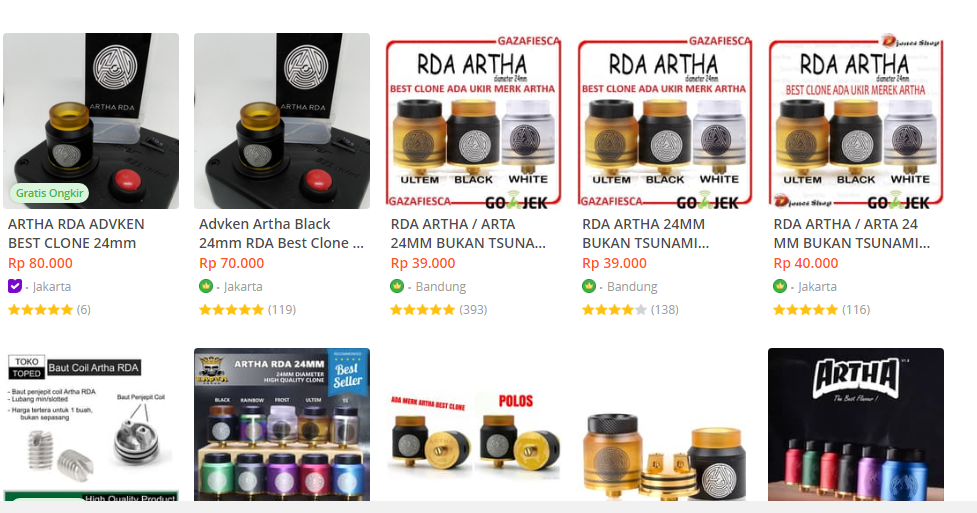 ARTHA RDA
Gratis Ongkir
ARTHA RDA ADVKEN
BEST CLONE 24mm
Rp 80.000
- Jakarta
(6)
ARTHA RDA
Advken Artha Black
24mm RDA Best Clone ...
Rp 70.000
- Jakarta
(119)
GAZAFIESCA
RDA ARTHA
diameter 24mm
BEST CLONE ADA UKIR MERK ARTHA
ULTEM BLACK WHITE
GAZAFIESCA GO-JEK
RDA ARTHA / ARTA
24MM BUKAN TSUNA...
Rp 39.000
- Bandung
(393)
GAZAFIESCA
RDA ARTHA
diameter 24mm
BEST CLONE ADA UKIR MERK ARTHA
ULTEM BLACK WHITE
GAZAFIESCA GO-JEK
RDA ARTHA 24MM
BUKAN TSUNAMI...
Rp 39.000
- Bandung
(138)
Djones Shop
RDA ARTHA
diameter 24mm
BEST CLONE ADA UKIR MEREK ARTHA
ULTEM BLACK WHITE
Djones Shop GO-JEK
RDA ARTHA / ARTA 24
MM BUKAN TSUNAMI...
Rp 40.000
- Jakarta
(116)
TOKO
TOPED
Baut Coil Artha RDA
- Baut penjepit coil Artha RDA
- Lubang min/slotted
- Harga tertera untuk 1 buah,
bukan sepasang
Baut Penjepit Coil
High Quality Product
ARTHA RDA 24MM
24MM DIAMETER
HIGH QUALITY CLONE
RECOMMENDED
Best
Seller
BLACK RAINBOW FROST ULTEM
ADA MERK ARTHA BEST CLONE
POLOS
ARTHA
The Best Flavour !